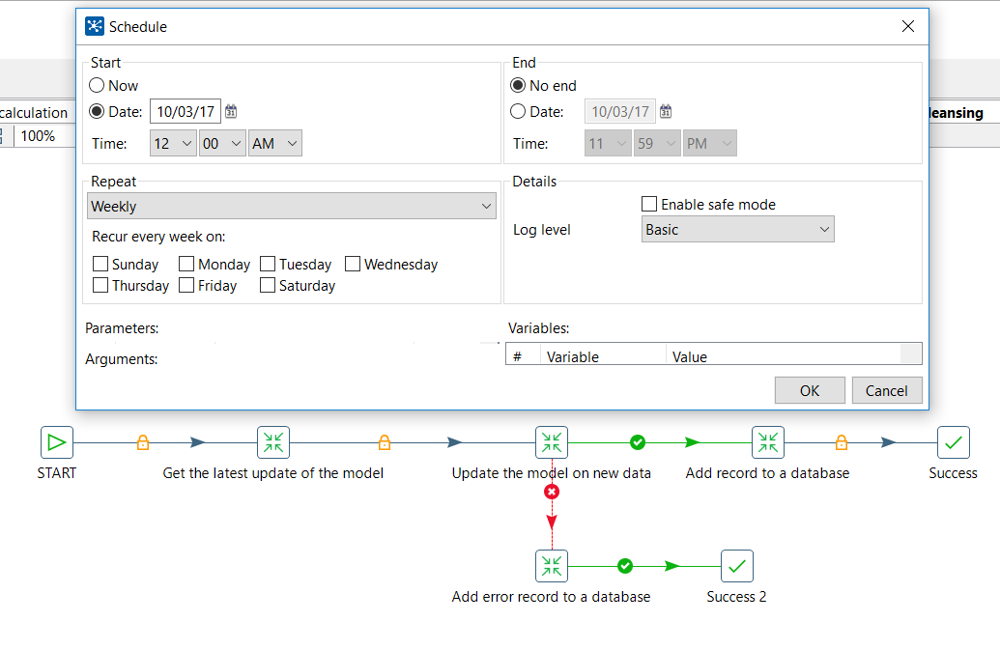 Schedule
Start
Now
Date: 10/03/17 31
Time: 12 00 AM
End
No end
Date: 10/03/17 31
Time: 11 59 PM
calculation
leansing
100%
Repeat
Weekly
Recur every week on:
Sunday Monday Tuesday Wednesday
Thursday Friday Saturday
Details
Enable safe mode
Log level Basic
Parameters:
Arguments:
Variables:
# Variable Value
OK Cancel
START
Get the latest update of the model
Update the model on new data
Add record to a database
Success
Add error record to a database
Success 2